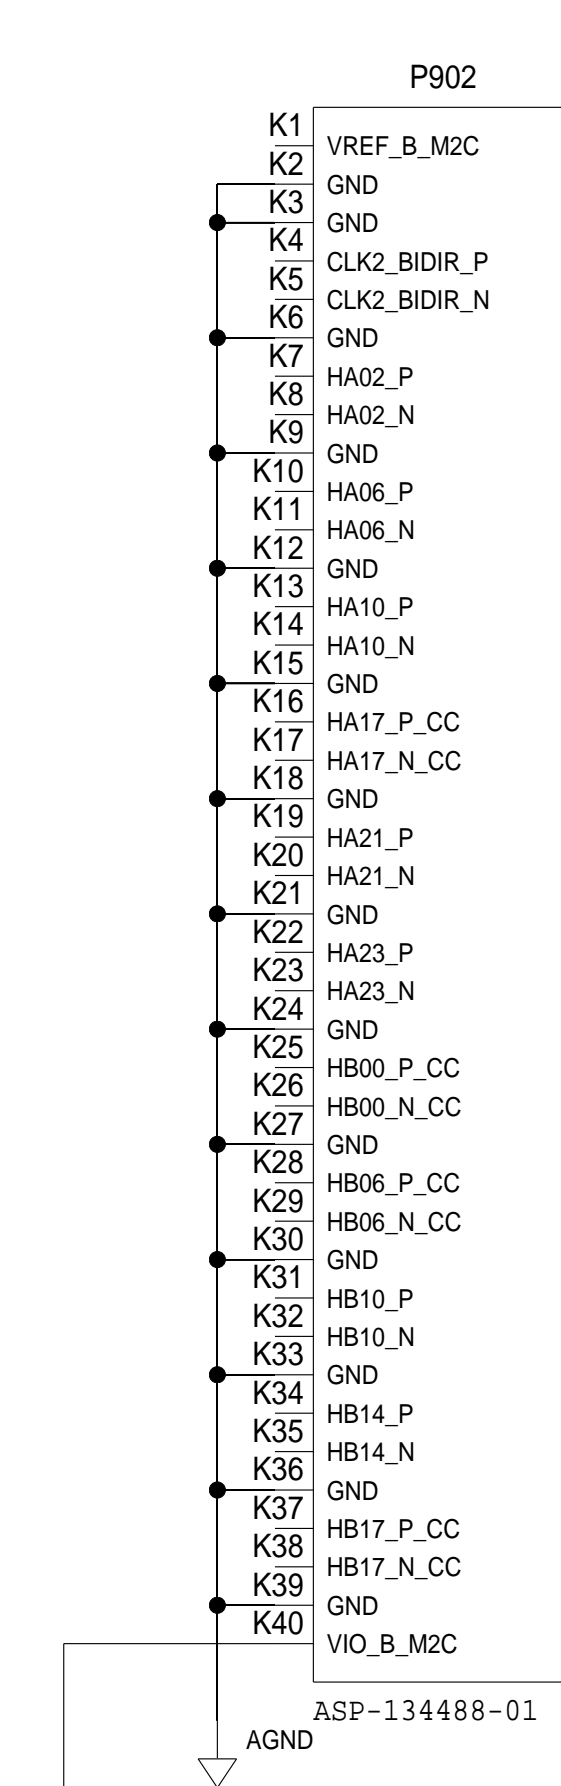 P902
K1
VREF_B_M2C
K2
GND
K3
GND
K4
CLK2_BIDIR_P
K5
CLK2_BIDIR_N
K6
GND
K7
HA02_P
K8
HA02_N
K9
GND
K10
HA06_P
K11
HA06_N
K12
GND
K13
HA10_P
K14
HA10_N
K15
GND
K16
HA17_P_CC
K17
HA17_N_CC
K18
GND
K19
HA21_P
K20
HA21_N
K21
GND
K22
HA23_P
K23
HA23_N
K24
GND
K25
HB00_P_CC
K26
HB00_N_CC
K27
GND
K28
HB06_P_CC
K29
HB06_N_CC
K30
GND
K31
HB10_P
K32
HB10_N
K33
GND
K34
HB14_P
K35
HB14_N
K36
GND
K37
HB17_P_CC
K38
HB17_N_CC
K39
GND
K40
VIO_B_M2C
ASP-134488-01
AGND